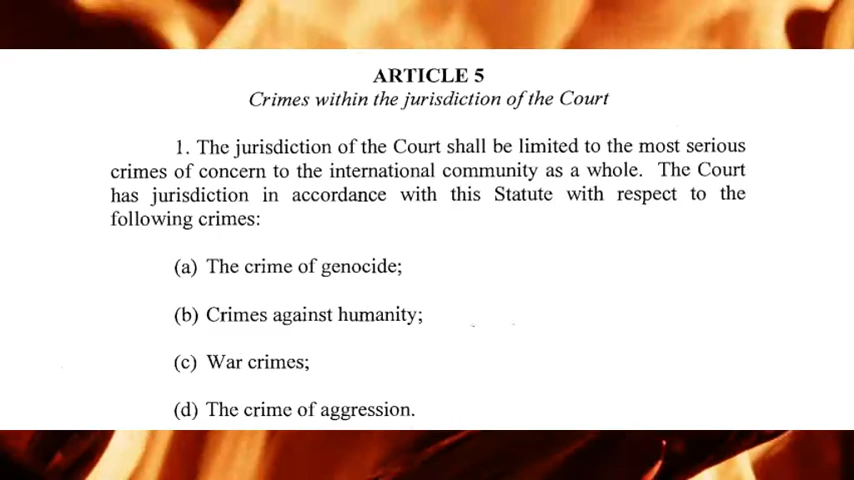 ARTICLE 5
Crimes within the jurisdiction of the Court
1. The jurisdiction of the Court shall be limited to the most serious
crimes of concern to the international community as a whole. The Court
has jurisdiction in accordance with this Statute with respect to the
following crimes:
(a) The crime of genocide;
(b) Crimes against humanity;
(c) War crimes;
(d) The crime of aggression.